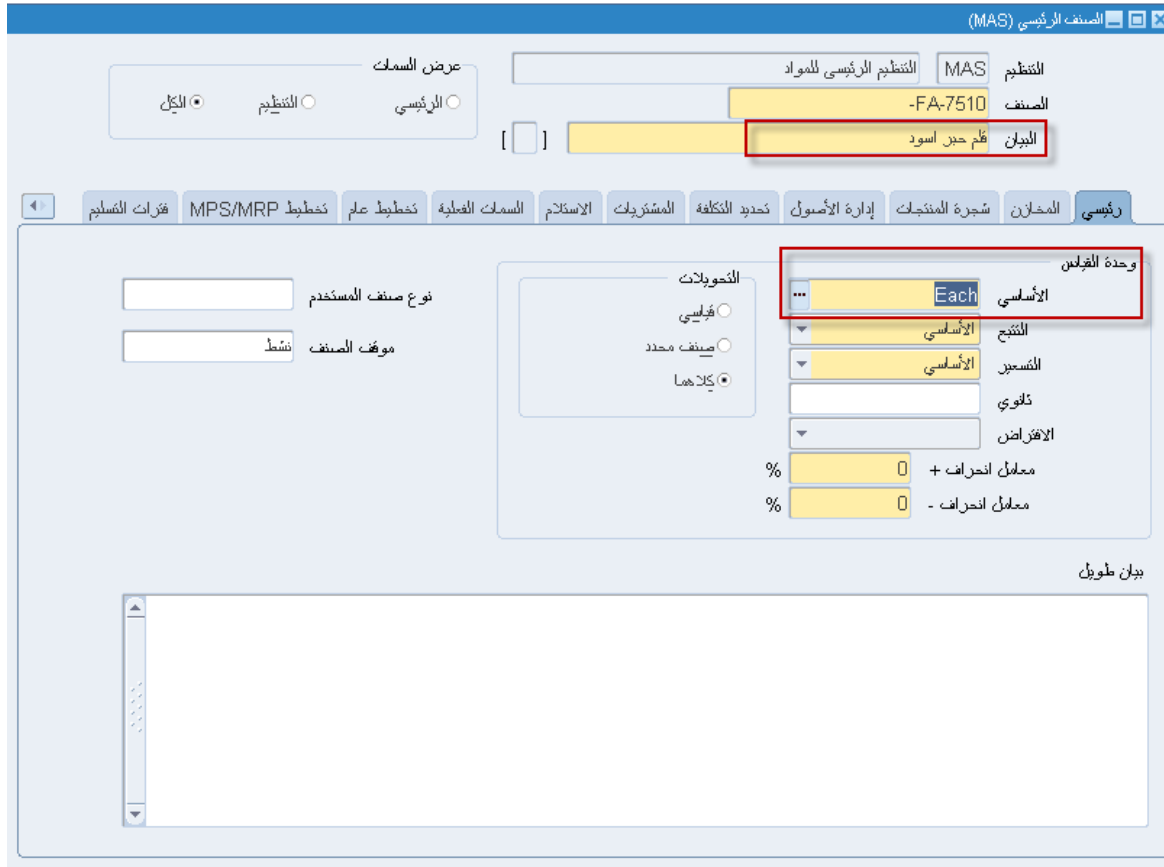 الصنف الرئيسي (MAS)
التنظيم MAS التنظيم الرئيسى للمواد
الصنف FA-7510-
البيان قلم حبر اسود [ ]
عرض السمات
الرئيسي التنظيم الكل
رئيسي المخازن شجرة المنتجات إدارة الأصول تحديد التكلفة المشتريات الاستلام السمات الفعلية تخطيط عام تخطيط MPS/MRP فترات التسليم
وحدة القياس
الأساسي Each ...
التتبع الأساسي
التسعير الأساسي
ثانوي
الافتراض
معامل انحراف + 0 %
معامل انحراف - 0 %
التحويلات
قياسي
صنف محدد
كلاهما
نوع صنف المستخدم
موقف الصنف نشط
بيان طويل